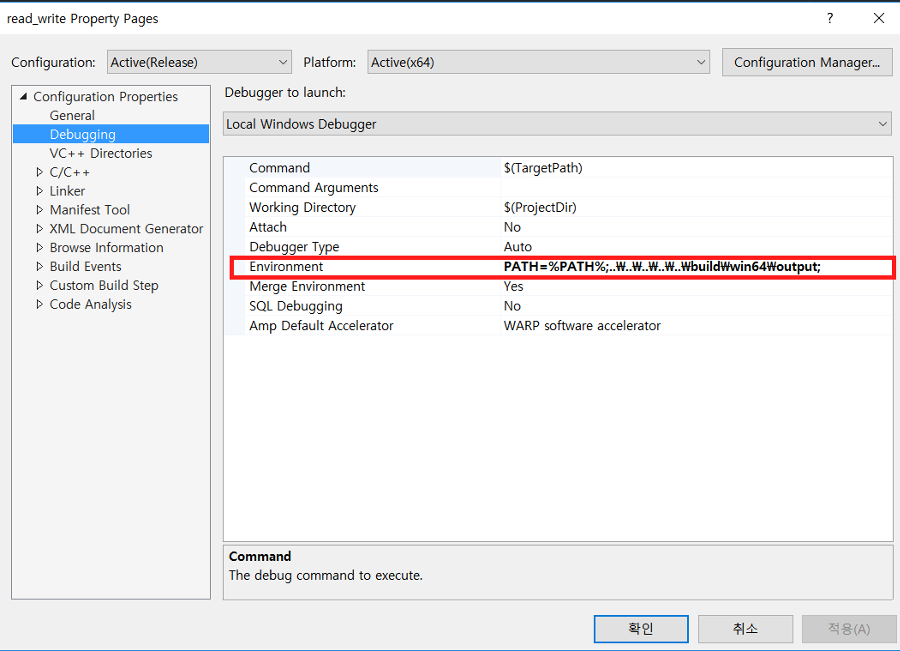 read_write Property Pages
?
Configuration: Active(Release) Platform: Active(x64) Configuration Manager...
Configuration Properties
General
Debugging
VC++ Directories
C/C++
Linker
Manifest Tool
XML Document Generator
Browse Information
Build Events
Custom Build Step
Code Analysis
Debugger to launch:
Local Windows Debugger
Command $(TargetPath)
Command Arguments
Working Directory $(ProjectDir)
Attach No
Debugger Type Auto
Environment PATH=%PATH%;..₩..₩..₩..₩..₩build₩win64₩output;
Merge Environment Yes
SQL Debugging No
Amp Default Accelerator WARP software accelerator
Command
The debug command to execute.
확인 취소 적용(A)